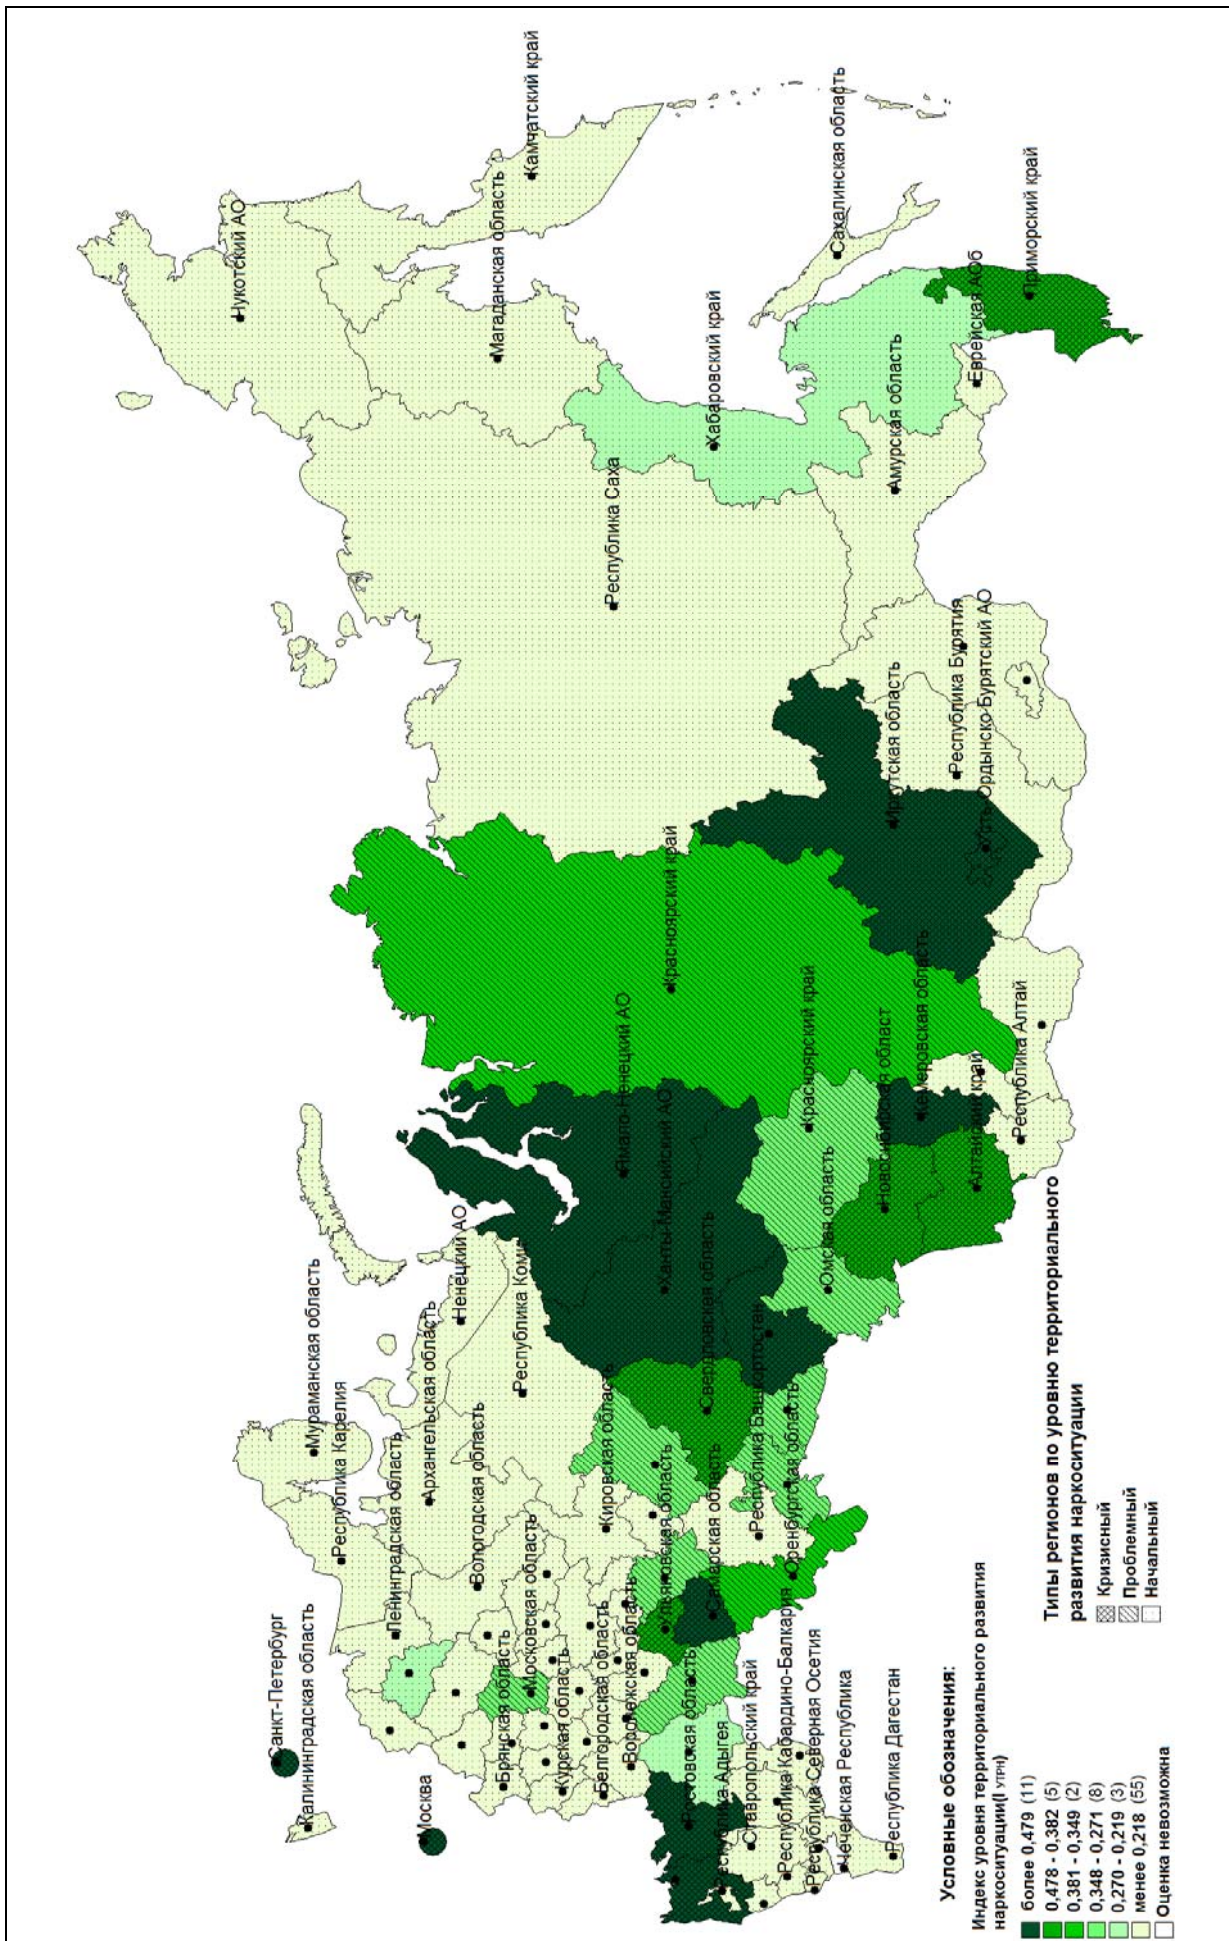 Санкт-Петербург
Калининградская область
Москва
Мураманская область
Республика Карелия
Ленинградская область
Архангельская область
Ненецкий АО
Вологодская область
Республика Коми
Кировская область
Московская область
Брянская область
Курская область
Белгородская область
Воронежская область
Ульяновская область
Самарская область
Свердловская область
Республика Башкортостан
Оренбургская область
Ростовская область
Республика Адыгея
Ставропольский край
Республика Кабардино-Балкария
Республика Северная Осетия
Чеченская Республика
Республика Дагестан
Ямало-Ненецкий АО
Ханты-Мансийский АО
Омская область
Красноярский край
Новосибирская област
Кемеровская область
Алтайский край
Республика Алтай
Красноярский край
Иркутская область
Усть-Ордынско-Бурятский АО
Республика Бурятия
Республика Саха
Амурская область
Хабаровский край
Еврейская АОб
Приморский край
Сахалинская область
Магаданская область
Камчатский край
Чукотский АО
Условные обозначения:
Индекс уровня территориального развития
наркоситуации(I утрн)
более 0,479 (11)
0,478 - 0,382 (5)
0,381 - 0,349 (2)
0,348 - 0,271 (8)
0,270 - 0,219 (3)
менее 0,218 (55)
Оценка невозможна
Типы регионов по уровню территориального
развития наркоситуации
Кризисный
Проблемный
Начальный